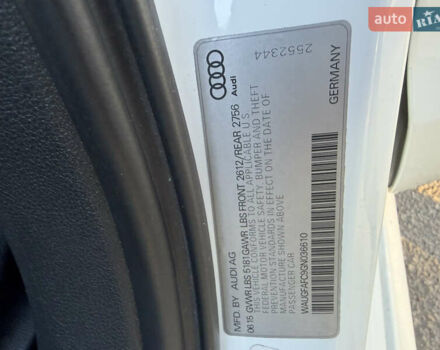 auto
RIA
2552344
Audi
GERMANY
MFD. BY AUDI AG
06 15 GVWR LBS 5181 GAWR LBS FRONT 2612/REAR 2756
THIS VEHICLE CONFORMS TO ALL APPLICABLE U S
FEDERAL MOTOR VEHICLE SAFETY, BUMPER AND THEFT
PREVENTION STANDARDS IN EFFECT ON THE DATE OF
MANUFACTURE SHOWN ABOVE.
PASSENGER CAR
WAUGFAFC9GN036610